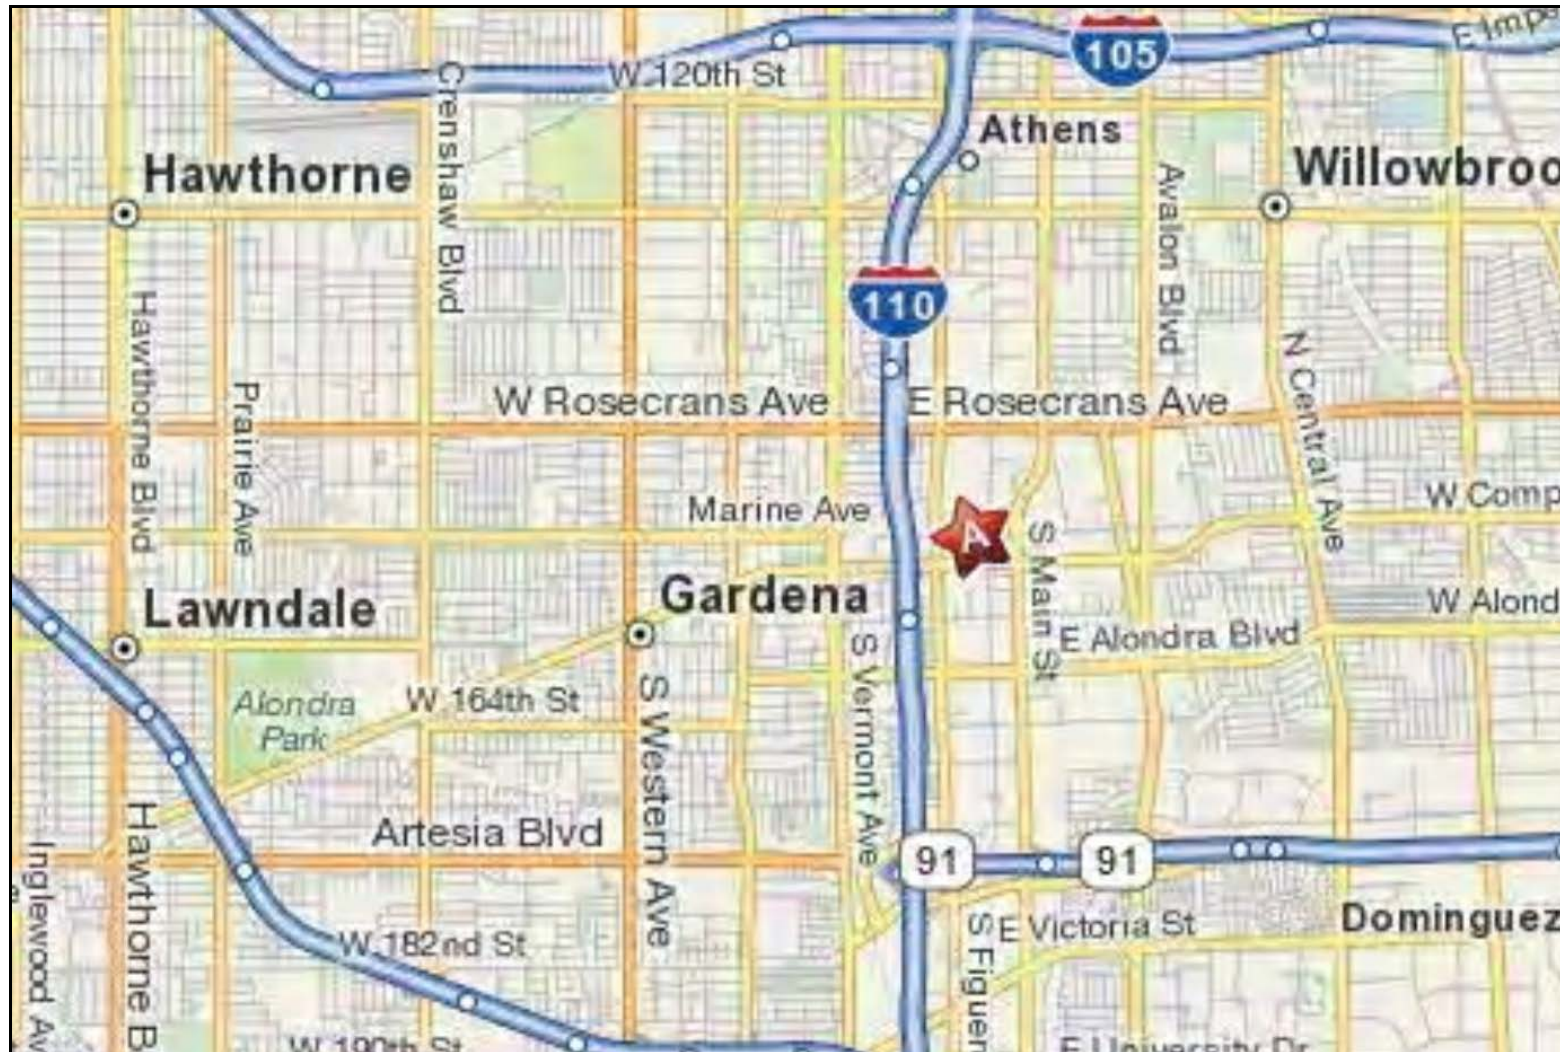 E Impe
105
W 120th St
Athens
Crenshaw Blvd
Hawthorne
Willowbroo
Avalon Blvd
110
Hawthorne Blvd
N Central Ave
Prairie Ave
W Rosecrans Ave
E Rosecrans Ave
W Comp
Marine Ave
A
S Main St
Gardena
Lawndale
W Alond
E Alondra Blvd
S Vermont Ave
Alondra
Park
W 164th St
S Western Ave
Hawthorne B
Artesia Blvd
Inglewood Av
91
91
Dominguez
S Figuer
E Victoria St
W 182nd St
W 190th St
E University Dr